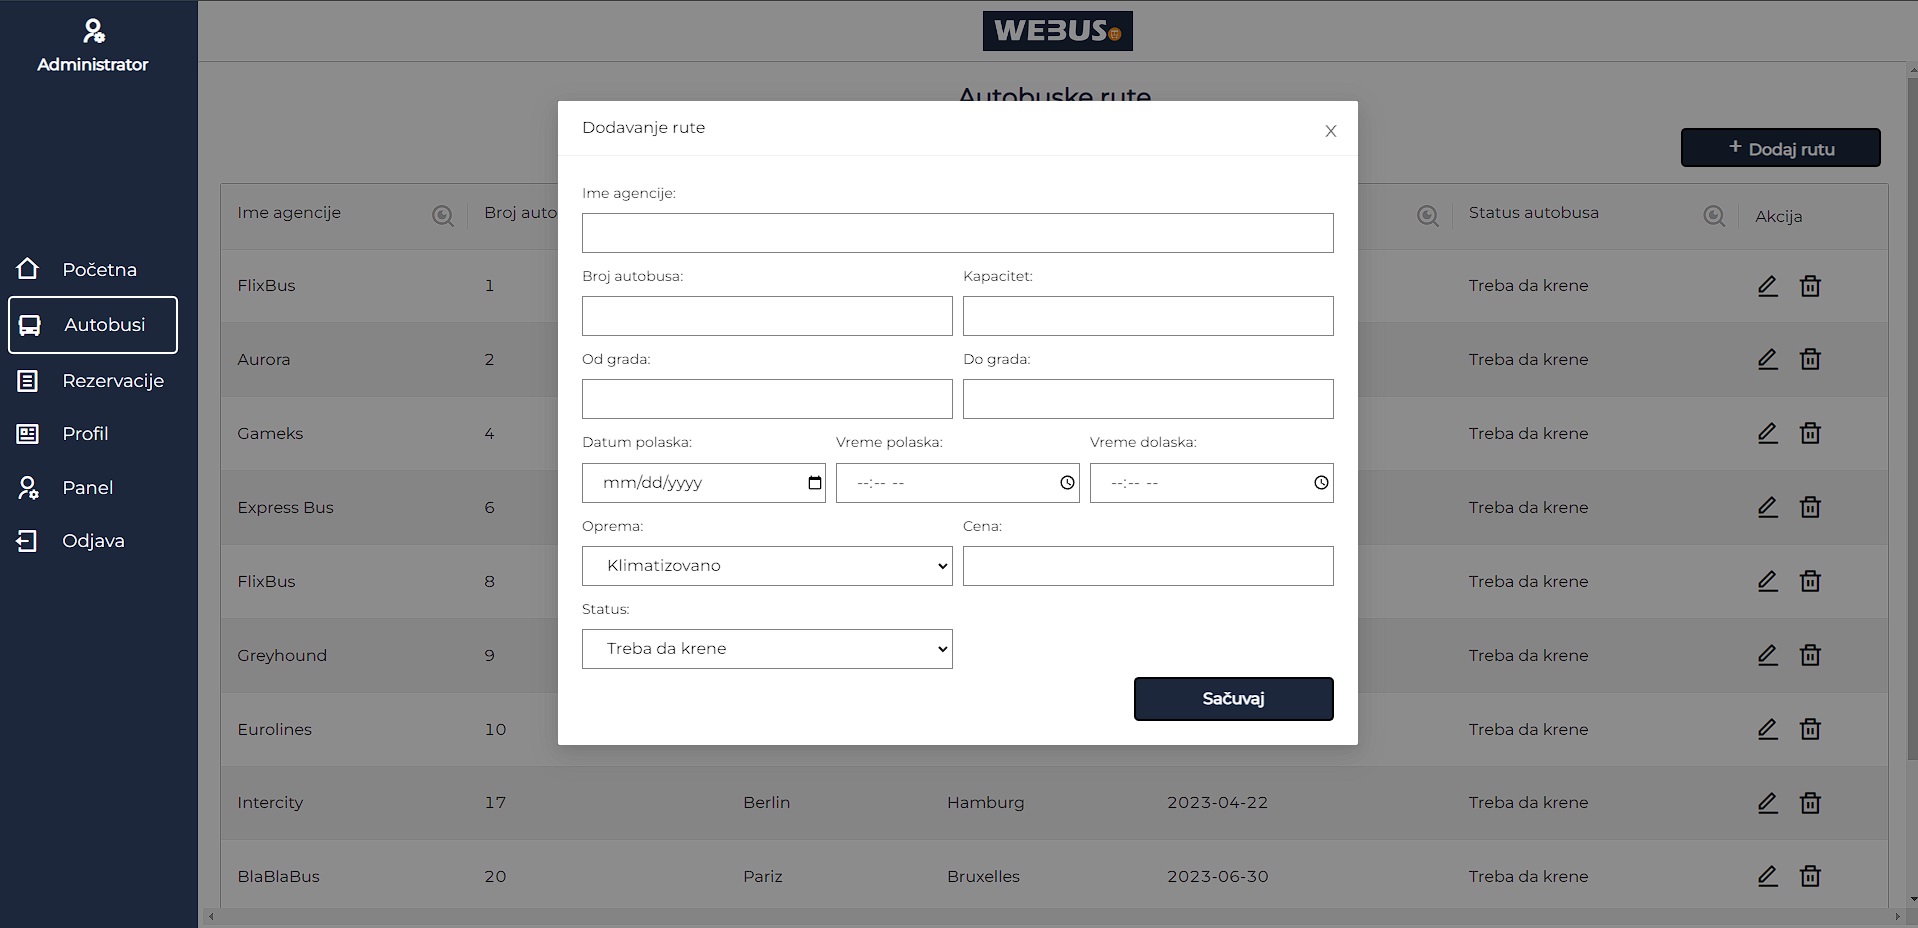 Administrator
Početna
Autobusi
Rezervacije
Profil
Panel
Odjava
WEBUS
Autobuske rute
+ Dodaj rutu
Dodavanje rute
X
Ime agencije:
Broj autobusa: Kapacitet:
Od grada: Do grada:
Datum polaska: Vreme polaska: Vreme dolaska:
mm/dd/yyyy --:-- -- --:-- --
Oprema: Cena:
Klimatizovano
Status:
Treba da krene
Sačuvaj
Ime agencije Broj auto Status autobusa Akcija
FlixBus 1 Treba da krene
Aurora 2 Treba da krene
Gameks 4 Treba da krene
Express Bus 6 Treba da krene
FlixBus 8 Treba da krene
Greyhound 9 Treba da krene
Eurolines 10 Treba da krene
Intercity 17 Berlin Hamburg 2023-04-22 Treba da krene
BlaBlaBus 20 Pariz Bruxelles 2023-06-30 Treba da krene